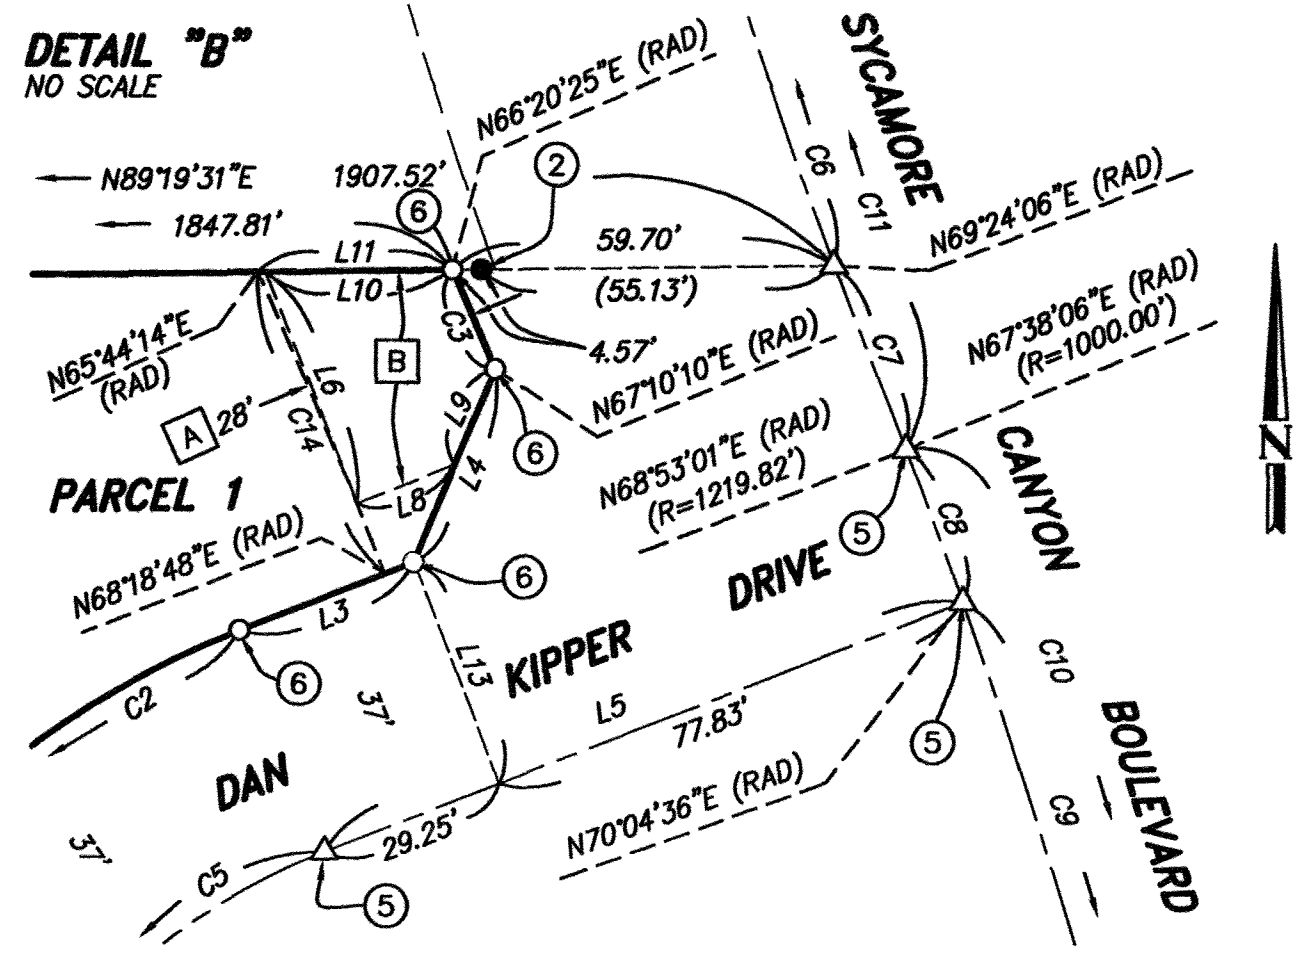 DETAIL "B"
NO SCALE
N66°20'25"E (RAD)
SYCAMORE
N89°19'31"E
1907.52'
2
C6
C11
1847.81'
6
N69°24'06"E (RAD)
L11
59.70'
L10
(55.13')
C3
N65°44'14"E
(RAD)
B
4.57'
C7
N67°38'06"E (RAD)
(R=1000.00')
N67°10'10"E (RAD)
L6
C14
A
28'
L9
6
N68°53'01"E (RAD)
(R=1219.82')
CANYON
N
PARCEL 1
L8
L4
5
C8
N68°18'48"E (RAD)
6
DRIVE
L3
KIPPER
L13
C10
6
C2
37'
L5
77.83'
5
BOULEVARD
DAN
N70°04'36"E (RAD)
C9
37'
29.25'
C5
5